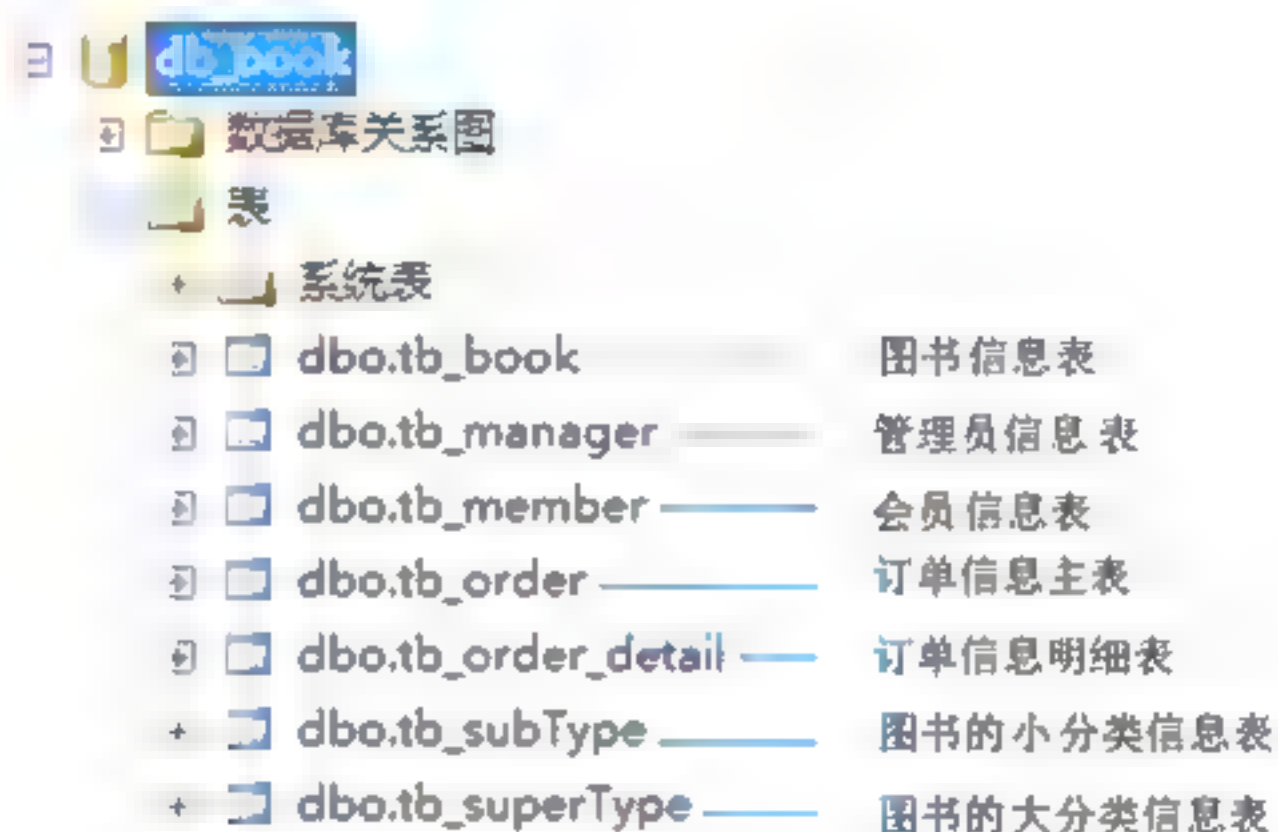 db_book
数据库关系图
表
系统表
dbo.tb_book 图书信息表
dbo.tb_manager 管理员信息表
dbo.tb_member 会员信息表
dbo.tb_order 订单信息主表
dbo.tb_order_detail 订单信息明细表
dbo.tb_subType 图书的小分类信息表
dbo.tb_superType 图书的大分类信息表